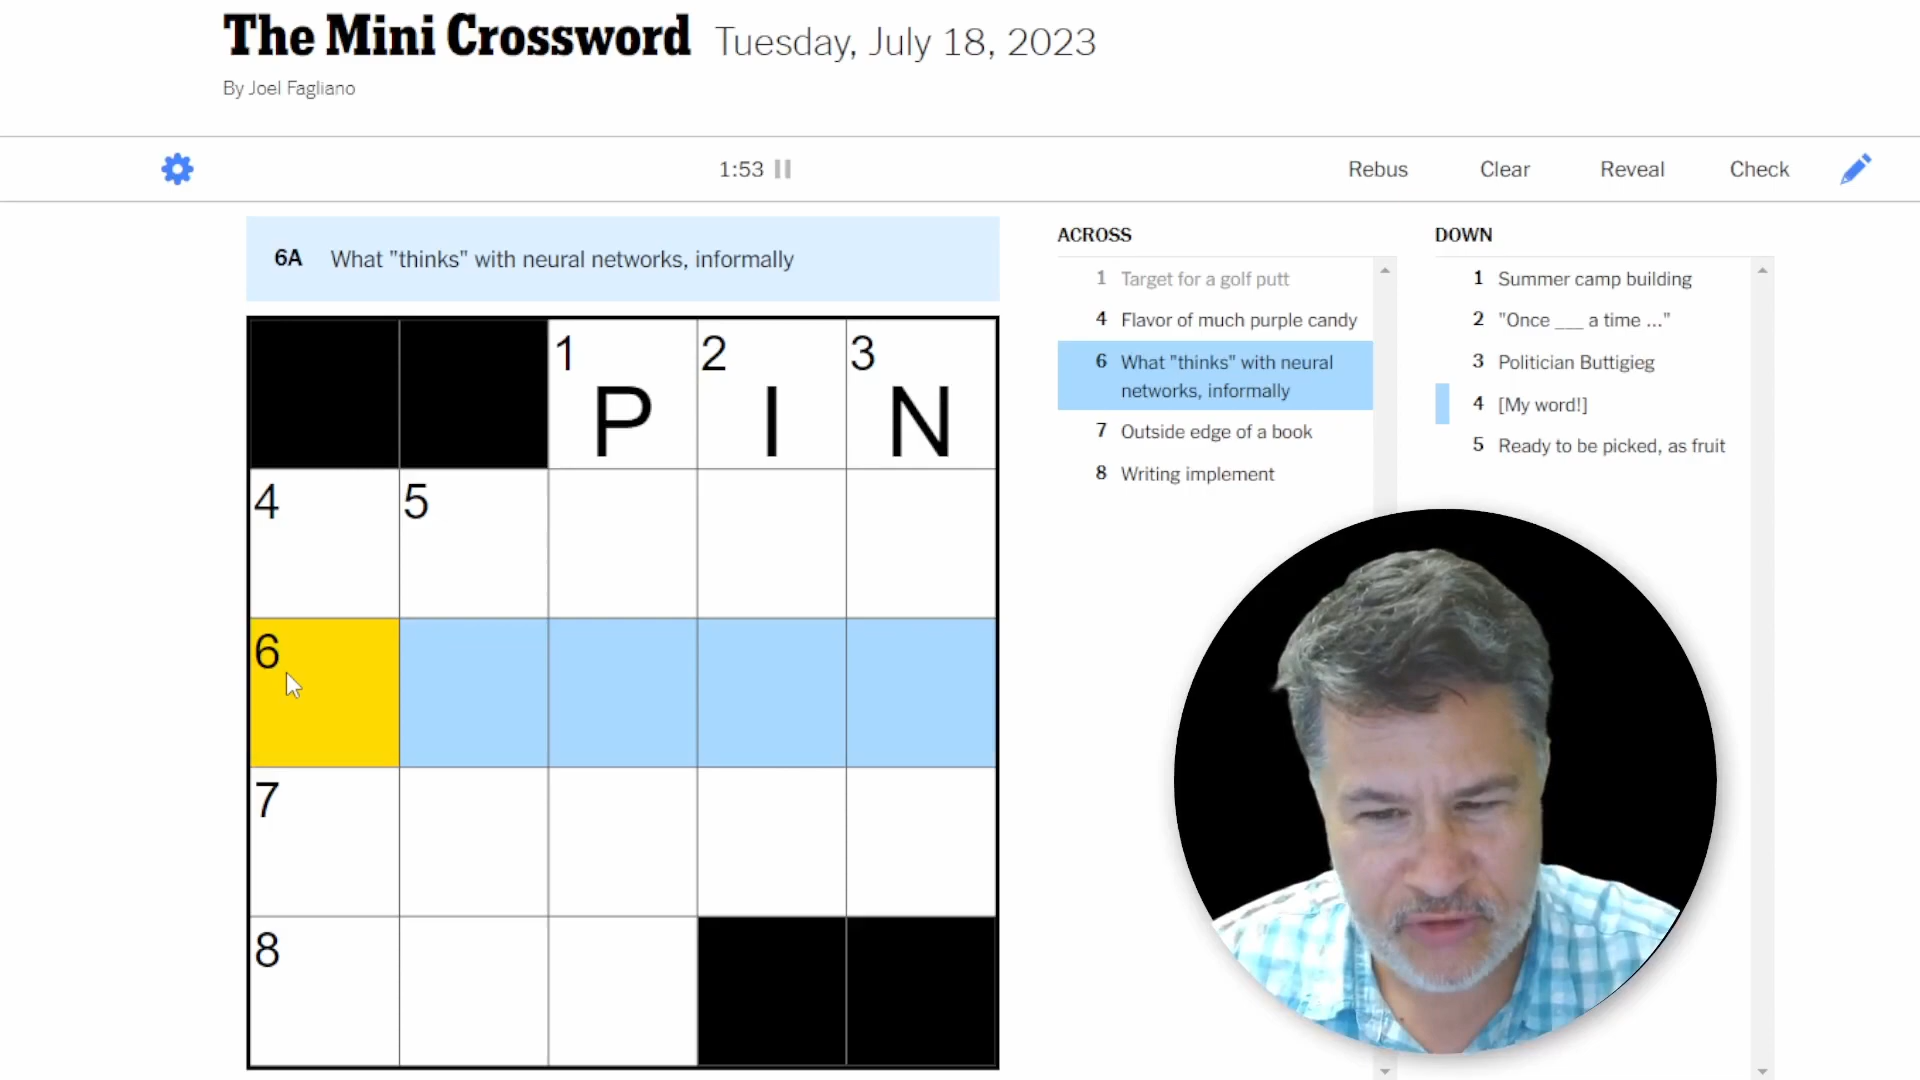 The Mini Crossword Tuesday, July 18, 2023
By Joel Fagliano
1:53
Rebus
Clear
Reveal
Check
6A What "thinks" with neural networks, informally
1 P
2 I
3 N
4
5
6
7
8
ACROSS
1 Target for a golf putt
4 Flavor of much purple candy
6 What "thinks" with neural
networks, informally
7 Outside edge of a book
8 Writing implement
DOWN
1 Summer camp building
2 "Once ___ a time ..."
3 Politician Buttigieg
4 [My word!]
5 Ready to be picked, as fruit